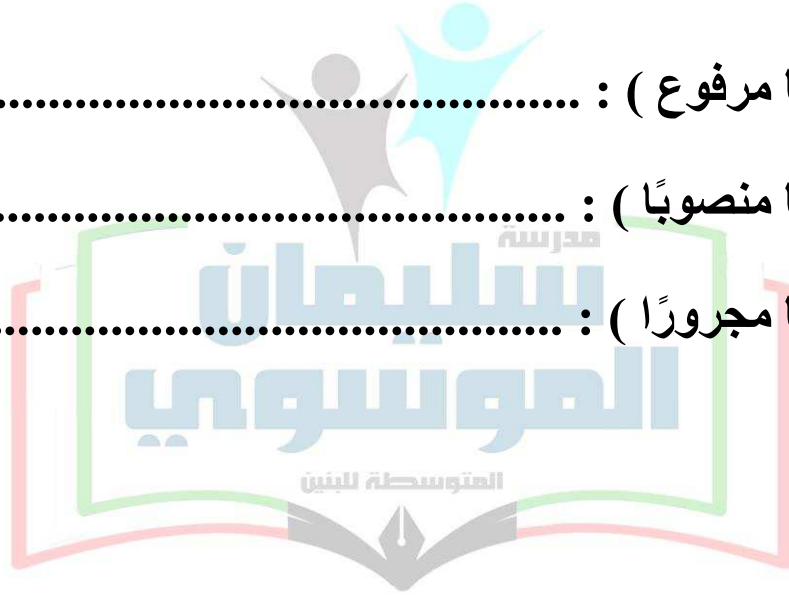 ا مرفوع ) : ................................................
ا منصوبًا ) : ................................................
مدرسة
سليمان
ا مجرورًا ) : ................................................
الموسوي
المتوسطة للبنين